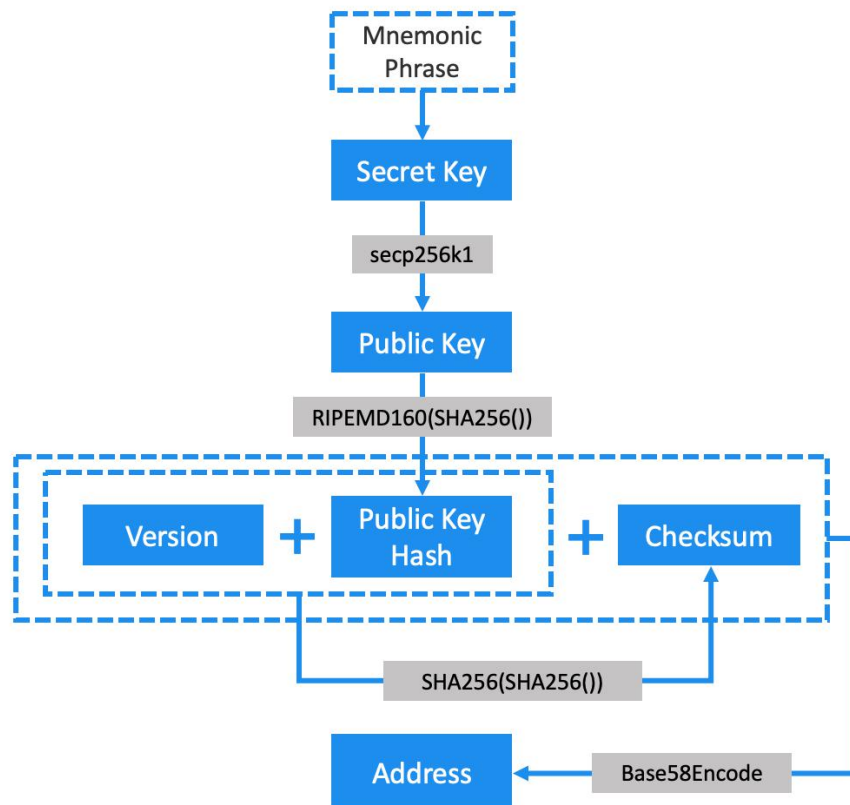 Mnemonic
Phrase
Secret Key
secp256k1
Public Key
RIPEMD160(SHA256())
Version + Public Key Hash + Checksum
SHA256(SHA256())
Address
Base58Encode